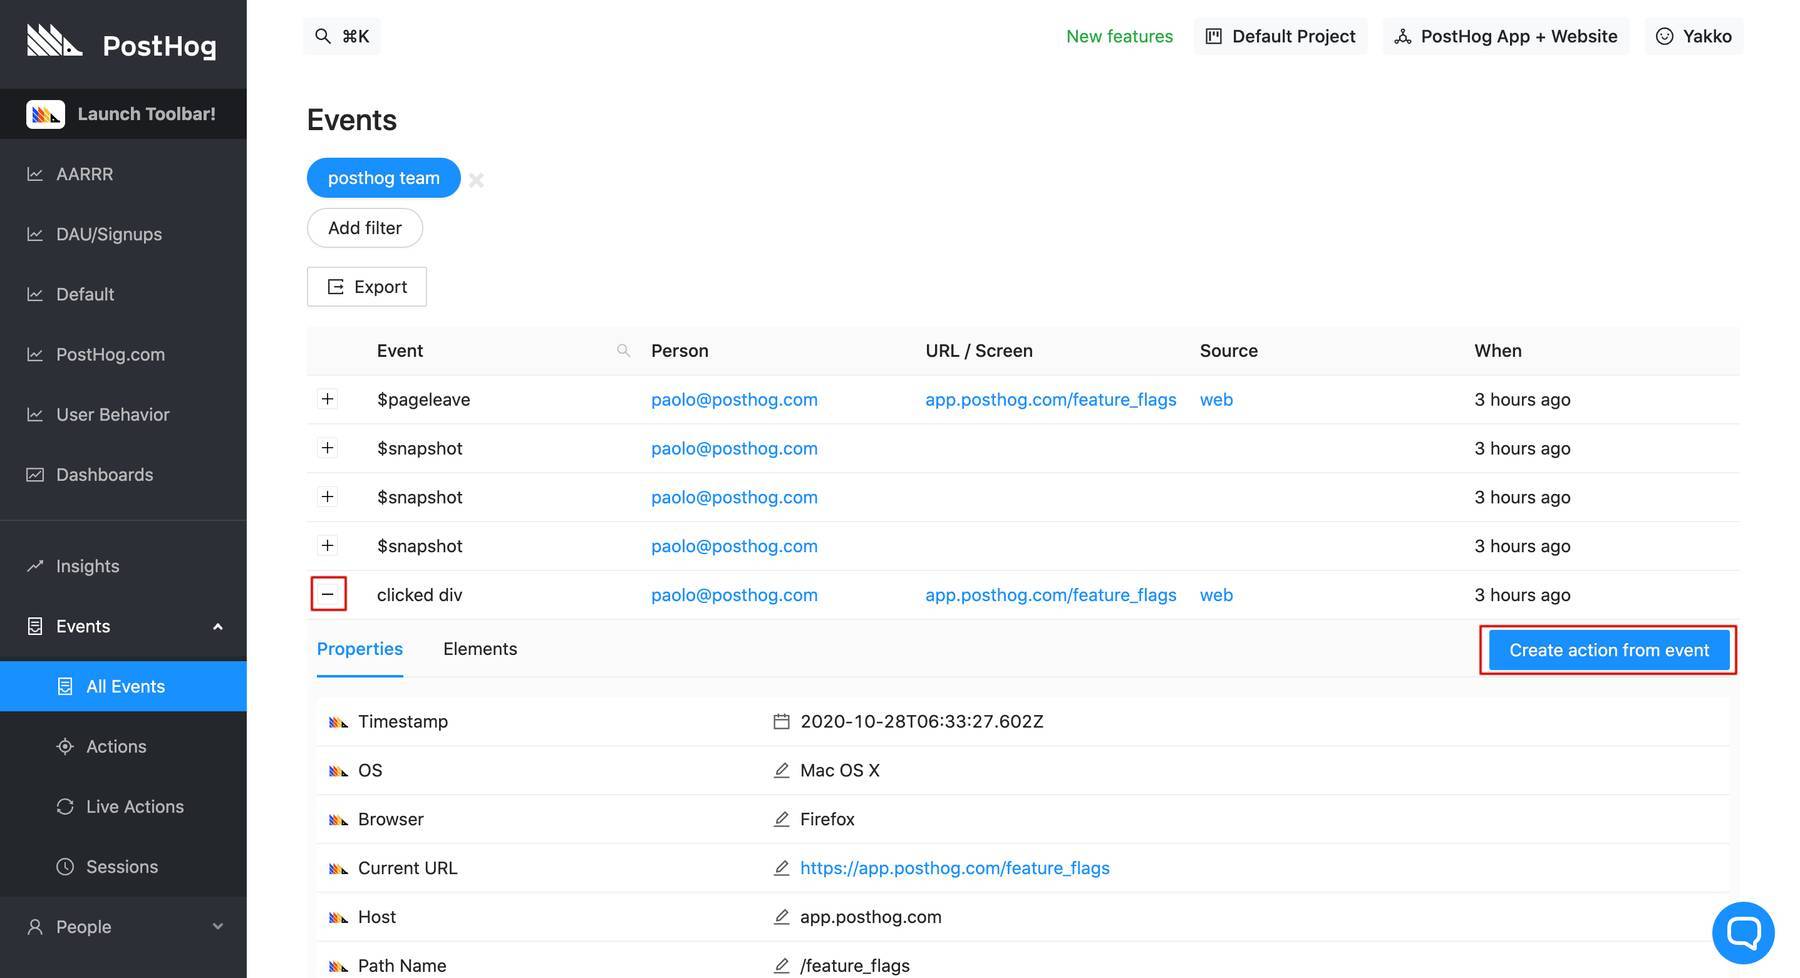 PostHog
⌘K
New features
Default Project
PostHog App + Website
Yakko
Launch Toolbar!
AARRR
DAU/Signups
Default
PostHog.com
User Behavior
Dashboards
Insights
Events
All Events
Actions
Live Actions
Sessions
People
Events
posthog team
Add filter
Export
Event Person URL / Screen Source When
$pageleave paolo@posthog.com app.posthog.com/feature_flags web 3 hours ago
$snapshot paolo@posthog.com 3 hours ago
$snapshot paolo@posthog.com 3 hours ago
$snapshot paolo@posthog.com 3 hours ago
clicked div paolo@posthog.com app.posthog.com/feature_flags web 3 hours ago
Properties Elements Create action from event
Timestamp 2020-10-28T06:33:27.602Z
OS Mac OS X
Browser Firefox
Current URL https://app.posthog.com/feature_flags
Host app.posthog.com
Path Name /feature_flags